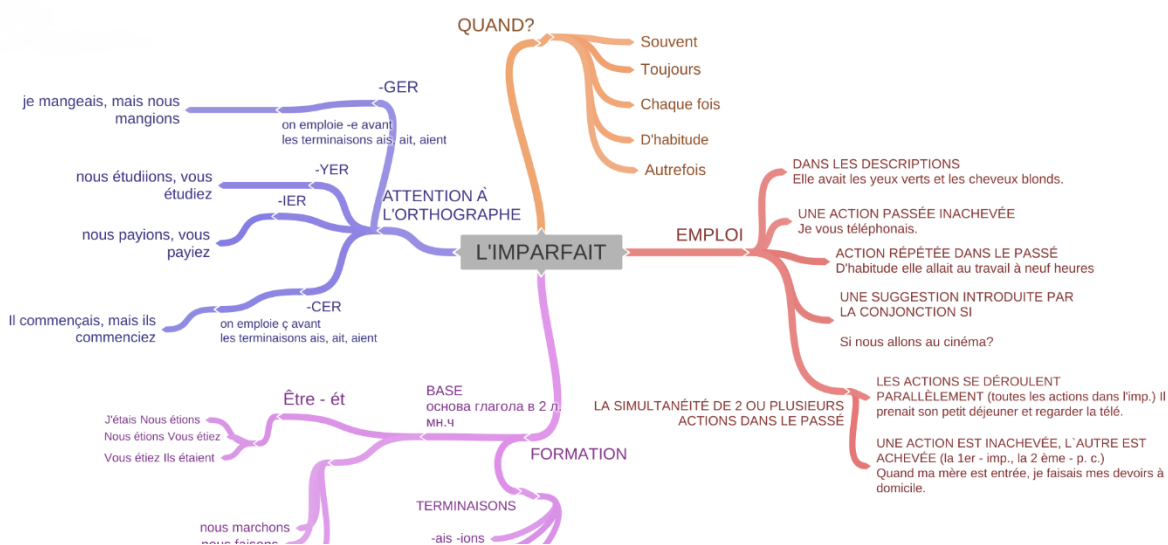 QUAND?
Souvent
Toujours
Chaque fois
D'habitude
Autrefois
-GER
je mangeais, mais nous
mangions
on emploie -e avant
les terminaisons ais, ait, aient
-YER
nous étudiions, vous
étudiez
-IER
nous payions, vous
payiez
-CER
Il commençais, mais ils
commenciez
on emploie ç avant
les terminaisons ais, ait, aient
ATTENTION À
L'ORTHOGRAPHE
L'IMPARFAIT
EMPLOI
DANS LES DESCRIPTIONS
Elle avait les yeux verts et les cheveux blonds.
UNE ACTION PASSÉE INACHEVÉE
Je vous téléphonais.
ACTION RÉPÉTÉE DANS LE PASSÉ
D'habitude elle allait au travail à neuf heures
UNE SUGGESTION INTRODUITE PAR
LA CONJONCTION SI
Si nous allons au cinéma?
LA SIMULTANÉITÉ DE 2 OU PLUSIEURS
ACTIONS DANS LE PASSÉ
LES ACTIONS SE DÉROULENT
PARALLÈLEMENT (toutes les actions dans l'imp.) Il
prenait son petit déjeuner et regarder la télé.
UNE ACTION EST INACHEVÉE, L`AUTRE EST
ACHEVÉE (la 1er - imp., la 2 ème - p. c.)
Quand ma mère est entrée, je faisais mes devoirs à
domicile.
BASE
основа глагола в 2 л.
мн.ч
Être - ét
J'étais Nous étions
Nous étions Vous étiez
Vous étiez Ils étaient
FORMATION
TERMINAISONS
-ais -ions
nous marchons
nous faisons